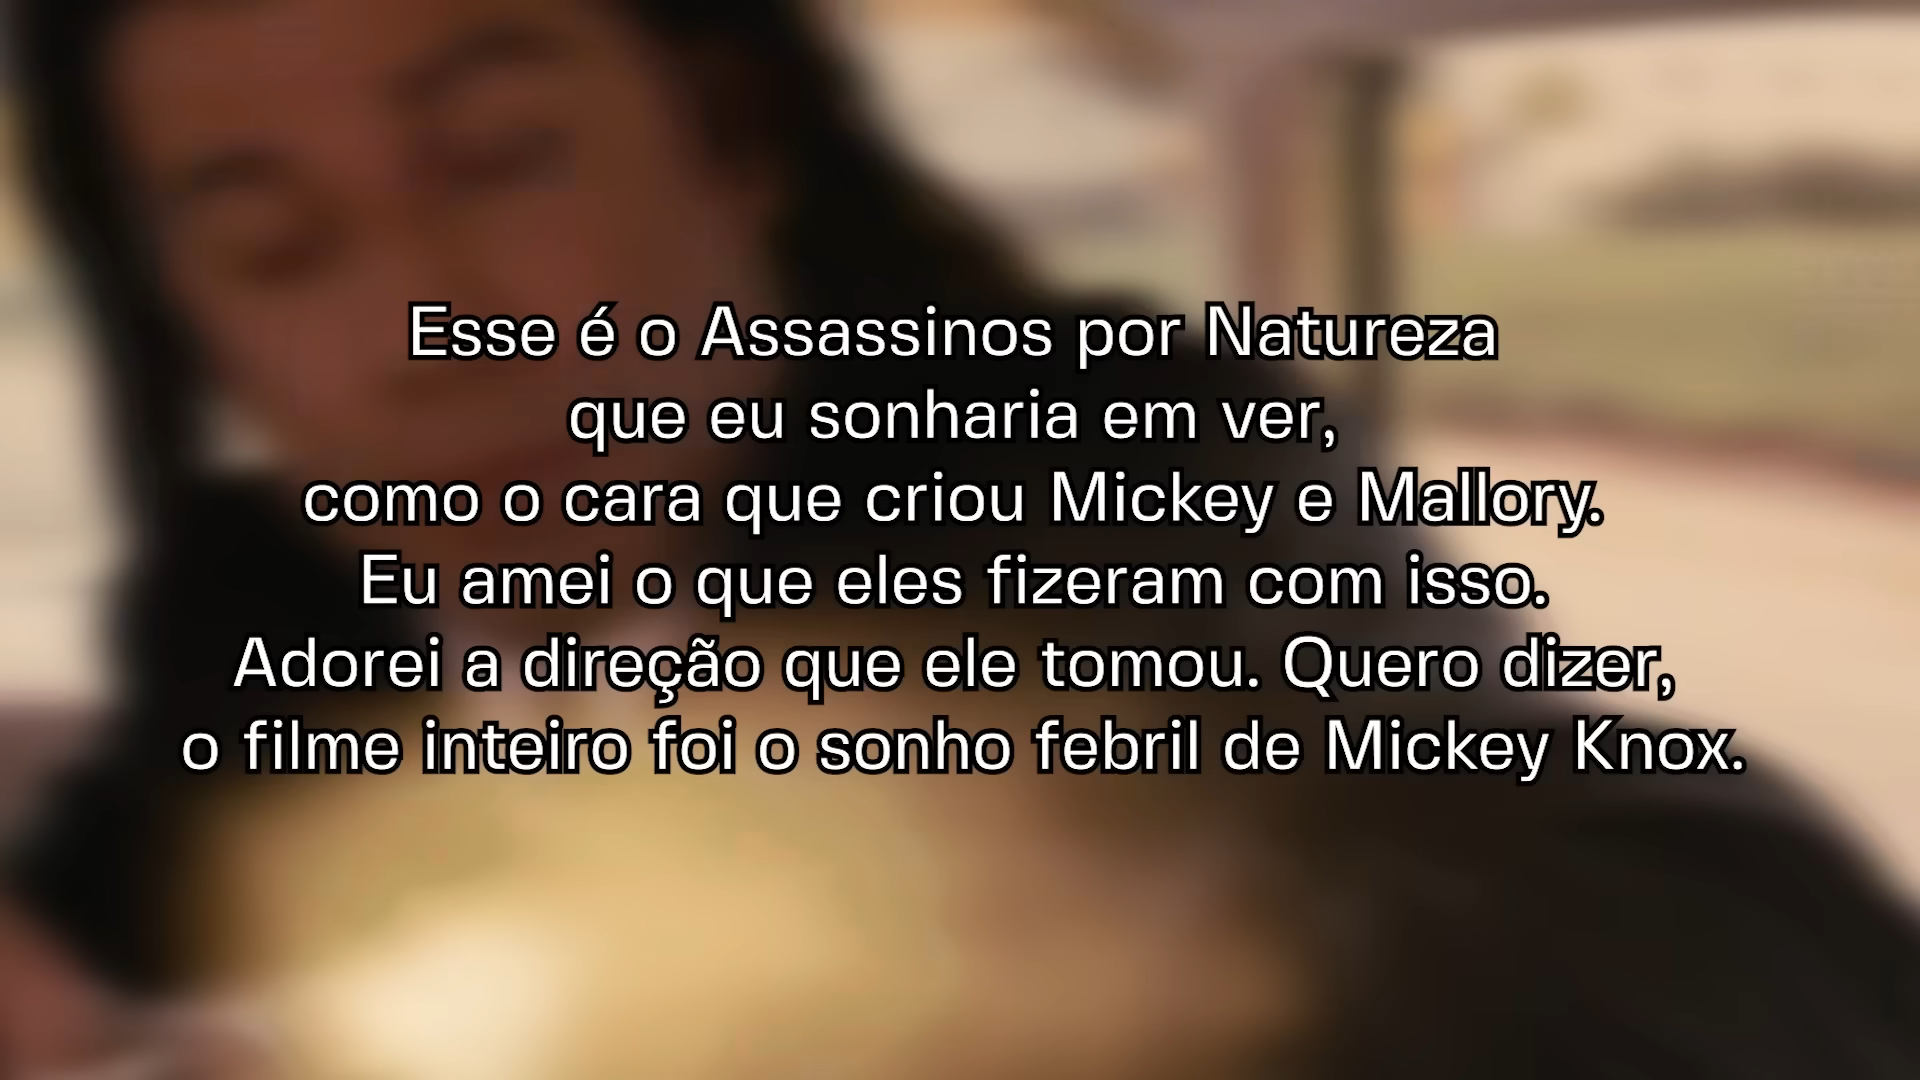 Esse é o Assassinos por Natureza
que eu sonharia em ver,
como o cara que criou Mickey e Mallory.
Eu amei o que eles fizeram com isso.
Adorei a direção que ele tomou. Quero dizer,
o filme inteiro foi o sonho febril de Mickey Knox.